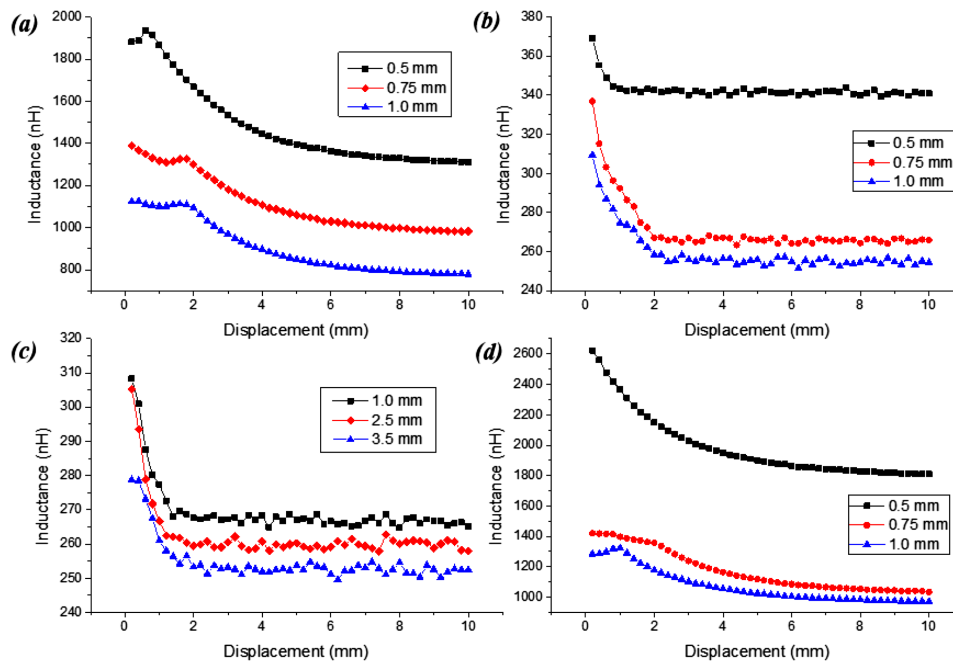 (a)
2000
1800
1600
1400
1200
1000
800
Inductance (nH)
0.5 mm
0.75 mm
1.0 mm
0 2 4 6 8 10
Displacement (mm)
(b)
380
360
340
320
300
280
260
240
Inductance (nH)
0.5 mm
0.75 mm
1.0 mm
0 2 4 6 8 10
Displacement (mm)
(c)
320
310
300
290
280
270
260
250
240
Inductance (nH)
1.0 mm
2.5 mm
3.5 mm
0 2 4 6 8 10
Displacement (mm)
(d)
2600
2400
2200
2000
1800
1600
1400
1200
1000
Inductance (nH)
0.5 mm
0.75 mm
1.0 mm
0 2 4 6 8 10
Displacement (mm)